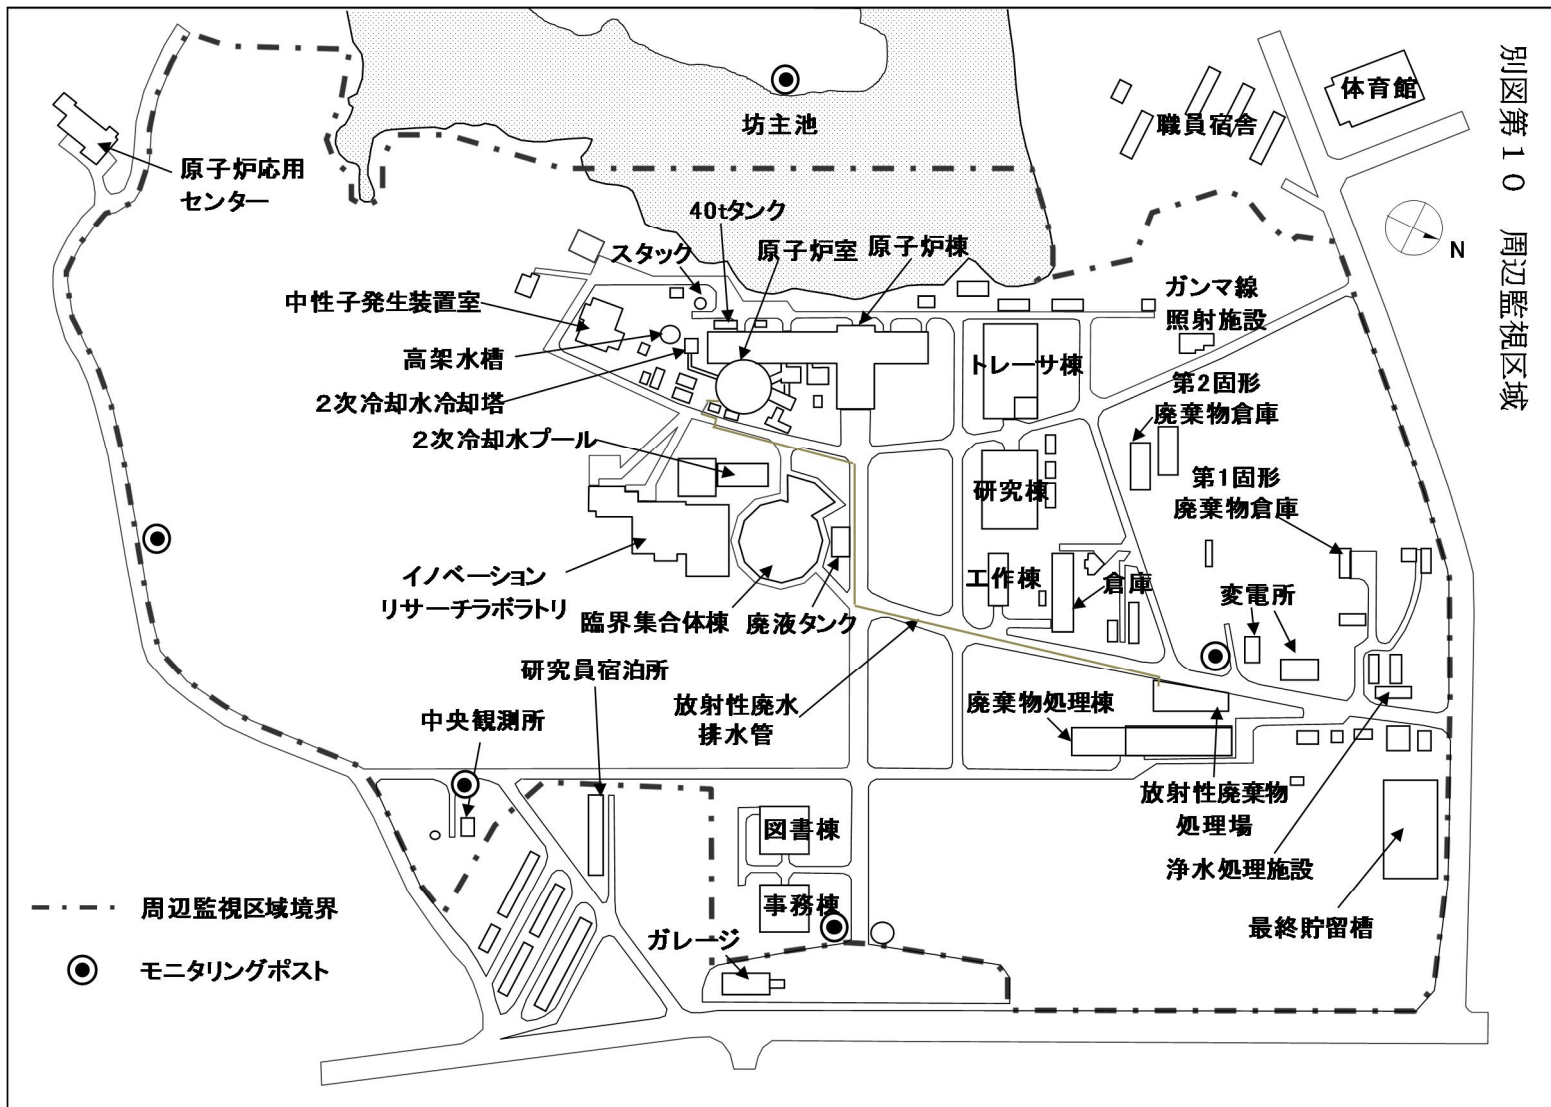 別図第１０　周辺監視区域
体育館
職員宿舎
坊主池
原子炉応用
センター
40tタンク
スタック
原子炉室
原子炉棟
N
中性子発生装置室
ガンマ線
照射施設
高架水槽
トレーサ棟
2次冷却水冷却塔
第2固形
廃棄物倉庫
2次冷却水プール
第1固形
廃棄物倉庫
研究棟
イノベーション
リサーチラボラトリ
工作棟
倉庫
変電所
臨界集合体棟
廃液タンク
研究員宿泊所
中央観測所
放射性廃水
排水管
廃棄物処理棟
放射性廃棄物
処理場
図書棟
浄水処理施設
事務棟
最終貯留槽
ガレージ
周辺監視区域境界
モニタリングポスト